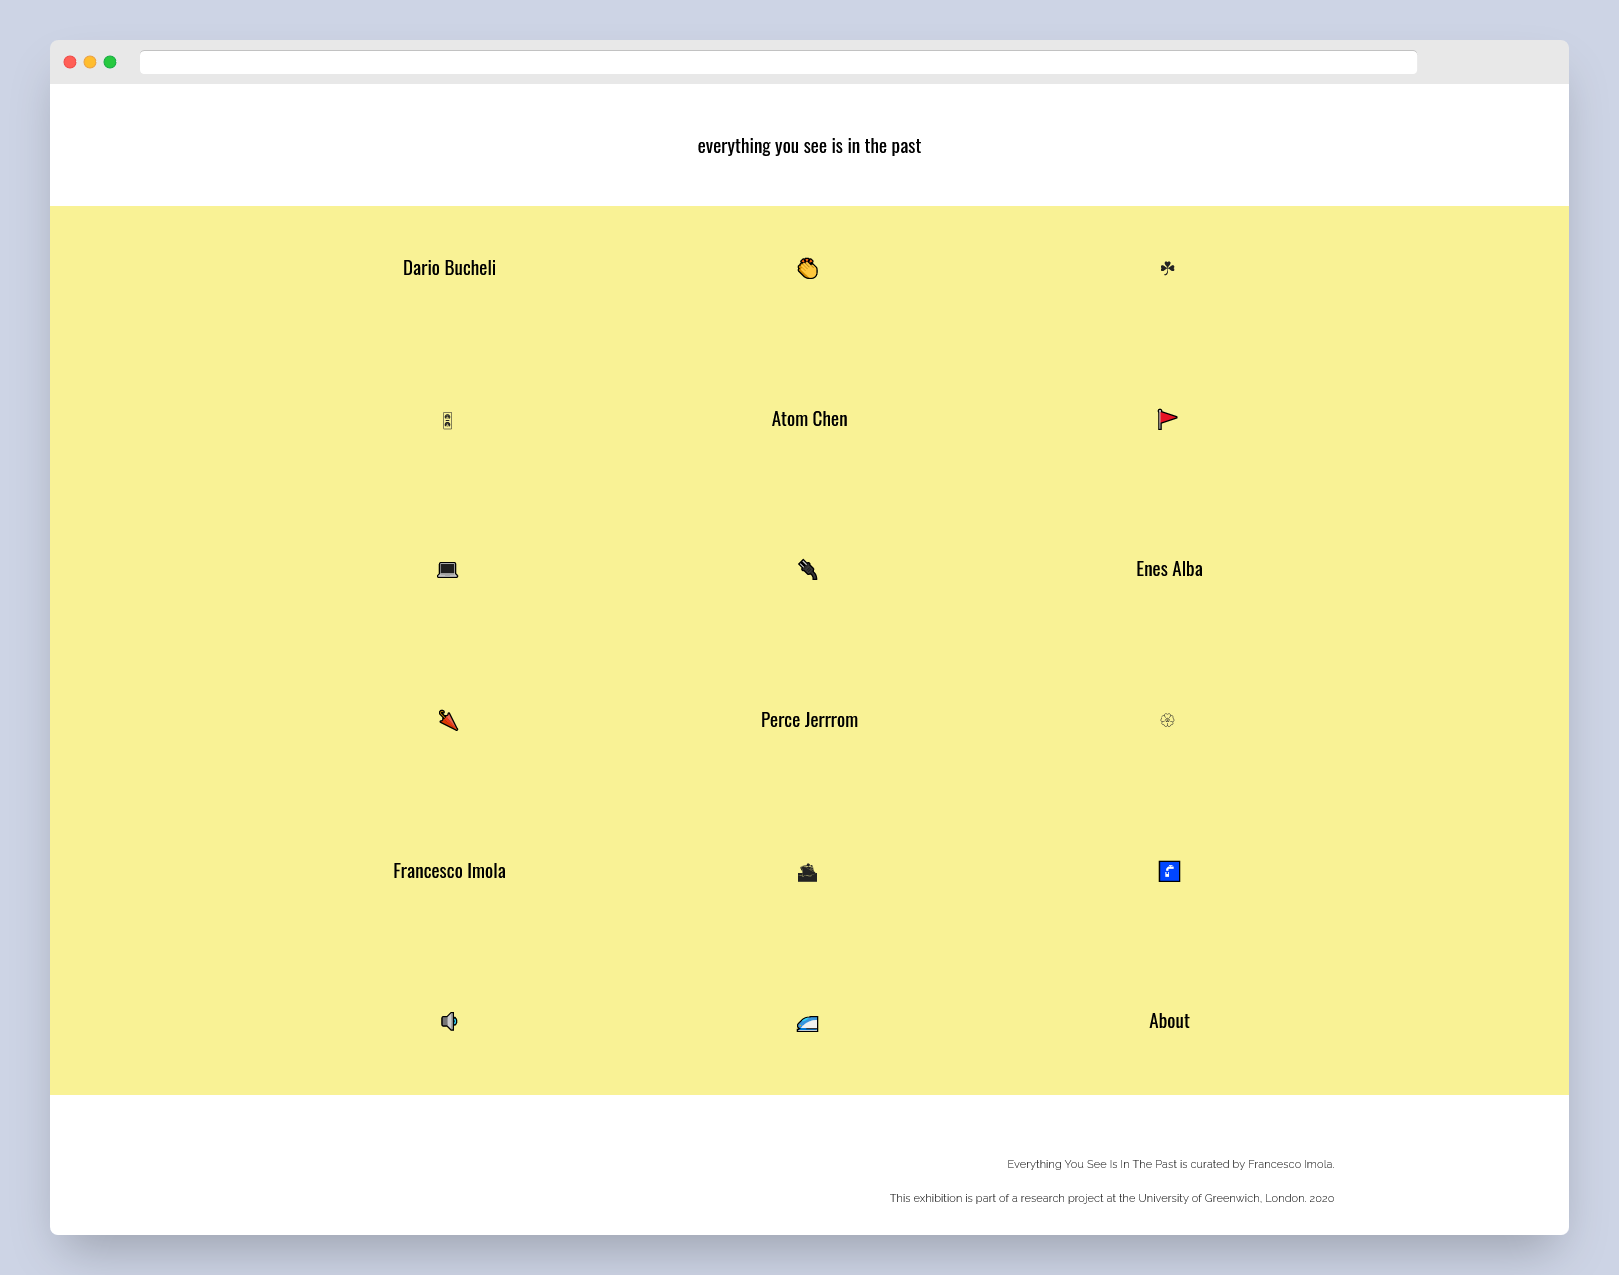 everything you see is in the past
Dario Bucheli
Atom Chen
Enes Alba
Perce Jerrrom
Francesco Imola
About
Everything You See Is In The Past is curated by Francesco Imola.
This exhibition is part of a research project at the University of Greenwich, London. 2020